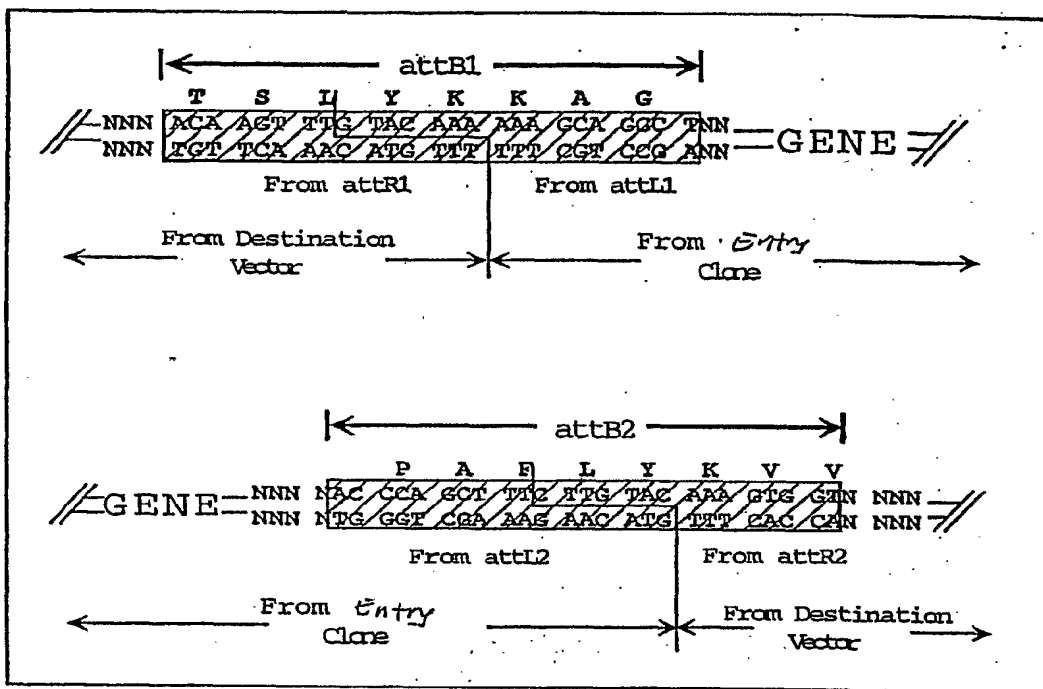 attB1
T S L Y K K A G
NNN ACA AGT TTG TAC AAA AAA GCA GGC TNN GENE
NNN TGT TCA AAC ATG TTT TTT CGT CCG ANN
From attR1 From attL1
From Destination Vector From Entry Clone
attB2
P A F L Y K V V
GENE NNN NAC CCA GCT TTC TTG TAC AAA GTG GTN NNN
NNN NTG GGT CGA AAG AAC ATG TTT CAC CAN NNN
From attL2 From attR2
From Entry Clone From Destination Vector